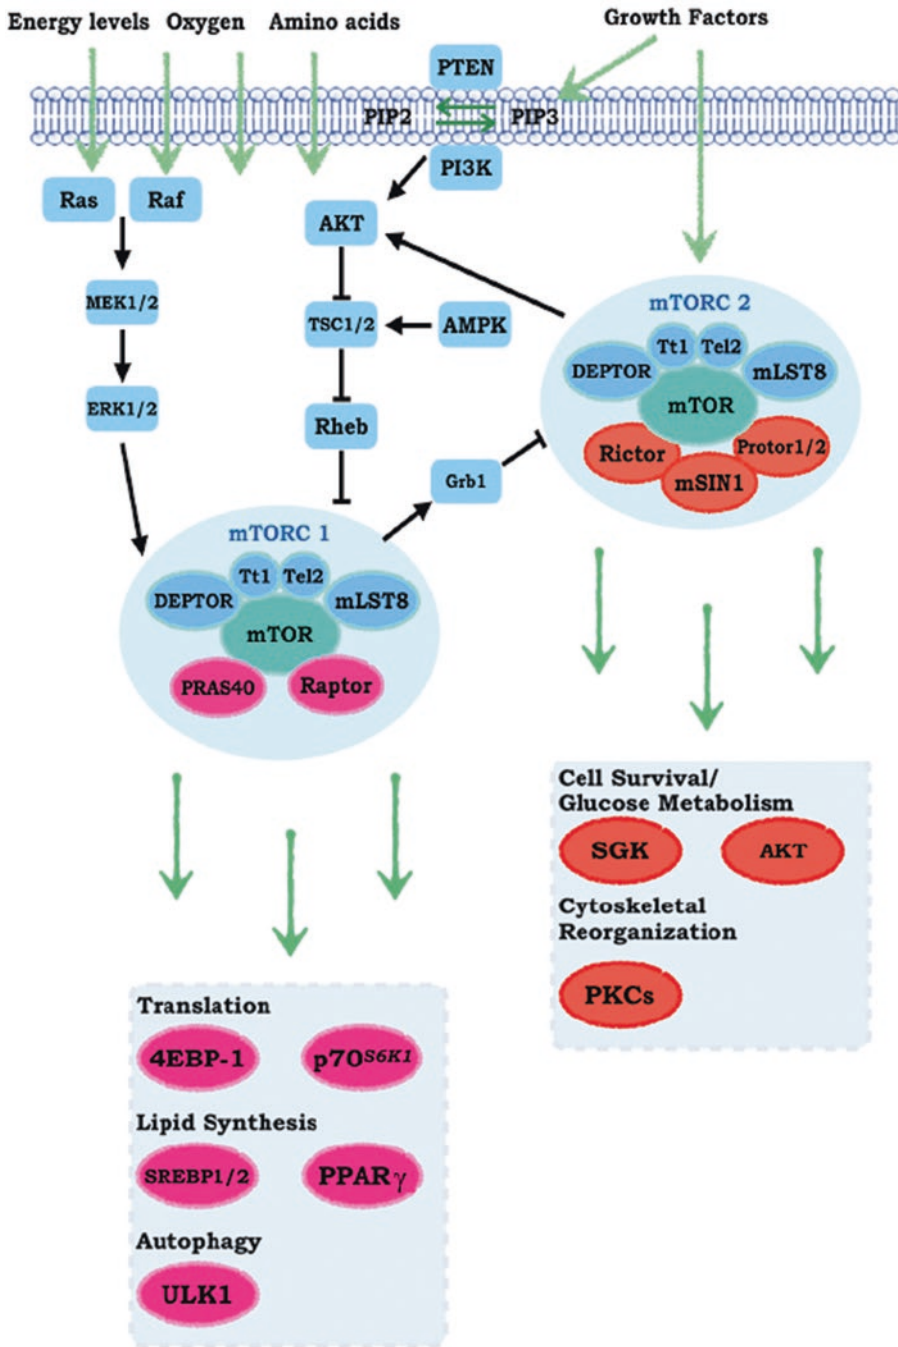 Energy levels Oxygen Amino acids Growth Factors
PTEN
PIP2 PIP3
PI3K
Ras Raf
AKT
MEK1/2
TSC1/2 AMPK
ERK1/2
Rheb
Grb1
mTORC 2
Tt1 Tel2
DEPTOR mLST8
mTOR
Rictor Protor1/2
mSIN1
mTORC 1
Tt1 Tel2
DEPTOR mLST8
mTOR
PRAS40 Raptor
Cell Survival/
Glucose Metabolism
SGK AKT
Cytoskeletal
Reorganization
PKCs
Translation
4EBP-1 p70S6K1
Lipid Synthesis
SREBP1/2 PPAR γ
Autophagy
ULK1